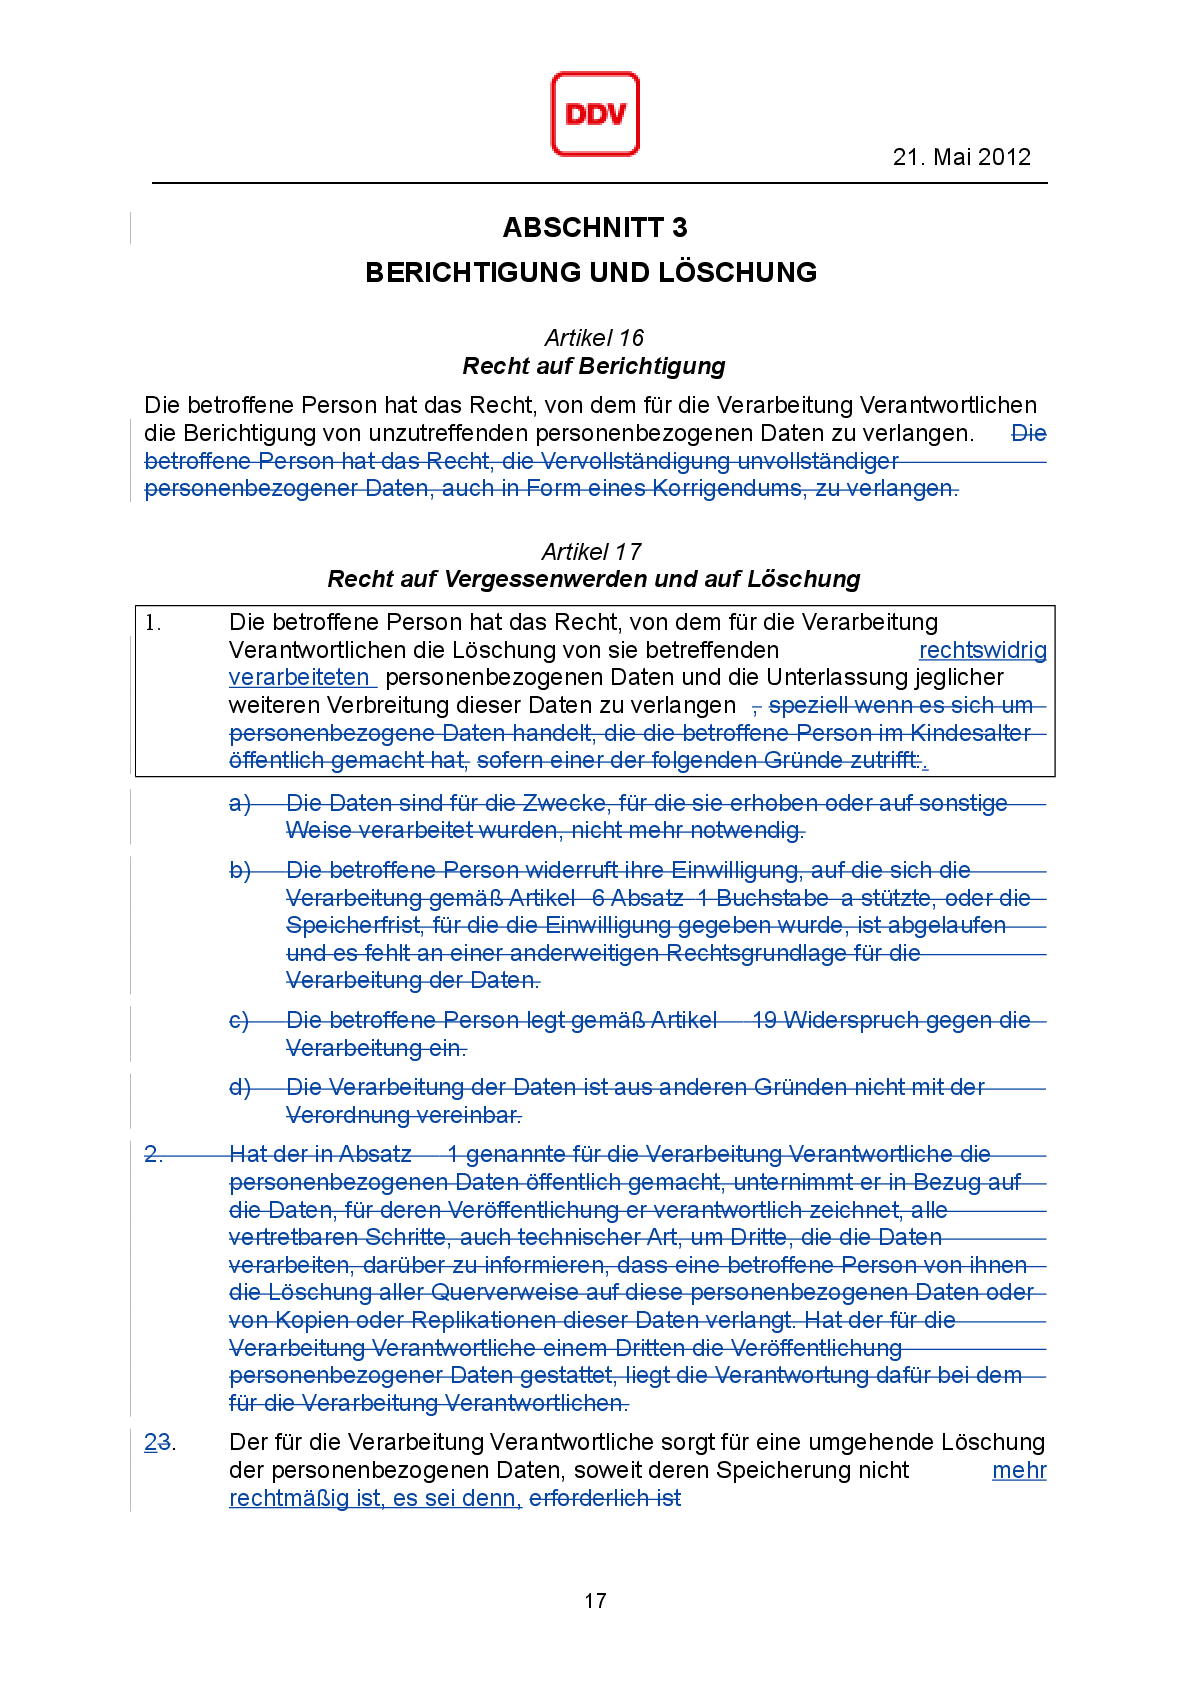 DDV
21. Mai 2012
ABSCHNITT 3
BERICHTIGUNG UND LÖSCHUNG
Artikel 16
Recht auf Berichtigung
Die betroffene Person hat das Recht, von dem für die Verarbeitung Verantwortlichen
die Berichtigung von unzutreffenden personenbezogenen Daten zu verlangen. Die
betroffene Person hat das Recht, die Vervollständigung unvollständiger
personenbezogener Daten, auch in Form eines Korrigendums, zu verlangen.
Artikel 17
Recht auf Vergessenwerden und auf Löschung
1. Die betroffene Person hat das Recht, von dem für die Verarbeitung
Verantwortlichen die Löschung von sie betreffenden rechtswidrig
verarbeiteten personenbezogenen Daten und die Unterlassung jeglicher
weiteren Verbreitung dieser Daten zu verlangen , speziell wenn es sich um
personenbezogene Daten handelt, die die betroffene Person im Kindesalter
öffentlich gemacht hat, sofern einer der folgenden Gründe zutrifft:.
a) Die Daten sind für die Zwecke, für die sie erhoben oder auf sonstige
Weise verarbeitet wurden, nicht mehr notwendig.
b) Die betroffene Person widerruft ihre Einwilligung, auf die sich die
Verarbeitung gemäß Artikel 6 Absatz 1 Buchstabe a stützte, oder die
Speicherfrist, für die die Einwilligung gegeben wurde, ist abgelaufen
und es fehlt an einer anderweitigen Rechtsgrundlage für die
Verarbeitung der Daten.
c) Die betroffene Person legt gemäß Artikel 19 Widerspruch gegen die
Verarbeitung ein.
d) Die Verarbeitung der Daten ist aus anderen Gründen nicht mit der
Verordnung vereinbar.
2. Hat der in Absatz 1 genannte für die Verarbeitung Verantwortliche die
personenbezogenen Daten öffentlich gemacht, unternimmt er in Bezug auf
die Daten, für deren Veröffentlichung er verantwortlich zeichnet, alle
vertretbaren Schritte, auch technischer Art, um Dritte, die die Daten
verarbeiten, darüber zu informieren, dass eine betroffene Person von ihnen
die Löschung aller Querverweise auf diese personenbezogenen Daten oder
von Kopien oder Replikationen dieser Daten verlangt. Hat der für die
Verarbeitung Verantwortliche einem Dritten die Veröffentlichung
personenbezogener Daten gestattet, liegt die Verantwortung dafür bei dem
für die Verarbeitung Verantwortlichen.
23. Der für die Verarbeitung Verantwortliche sorgt für eine umgehende Löschung
der personenbezogenen Daten, soweit deren Speicherung nicht mehr
rechtmäßig ist, es sei denn, erforderlich ist
17